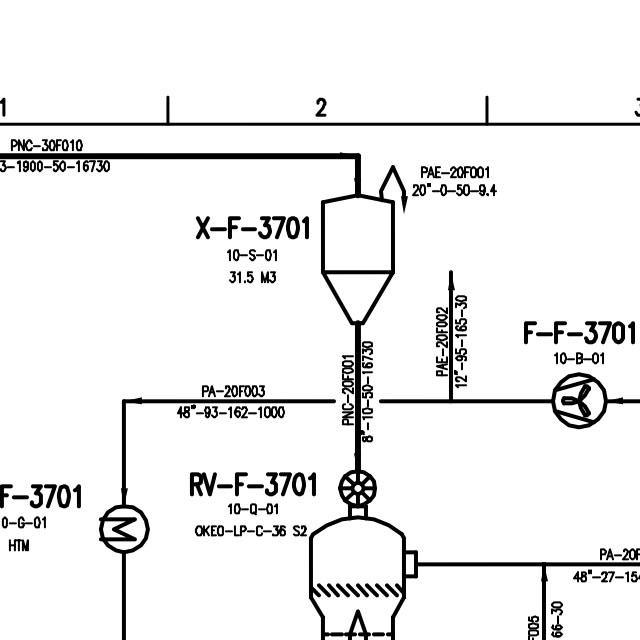 1 2 3
PNC-30F010
3-1900-50-16730
PAE-20F001
20"-0-50-9.4
X-F-3701
10-S-01
31.5 M3
PAE-20F002
12"-95-165-30
F-F-3701
10-B-01
PNC-20F001
8"-10-50-16730
PA-20F003
48"-93-162-1000
F-3701
0-G-01
HTM
RV-F-3701
10-Q-01
OKEO-LP-C-36 S2
PA-20F
48"-27-154
F005
66-30